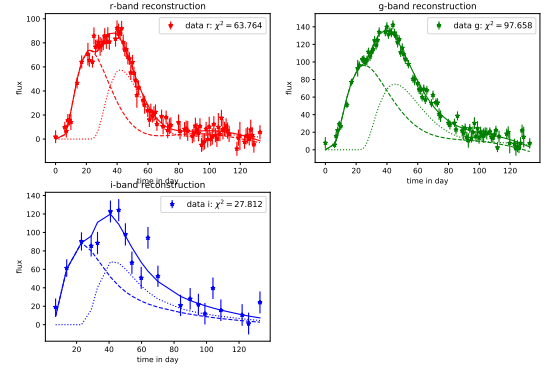 r-band reconstruction
data r: χ² = 63.764
flux
100
80
60
40
20
0
0 20 40 60 80 100 120
time in day
g-band reconstruction
data g: χ² = 97.658
flux
140
120
100
80
60
40
20
0
0 20 40 60 80 100 120
time in day
i-band reconstruction
data i: χ² = 27.812
flux
140
120
100
80
60
40
20
0
0 20 40 60 80 100 120
time in day